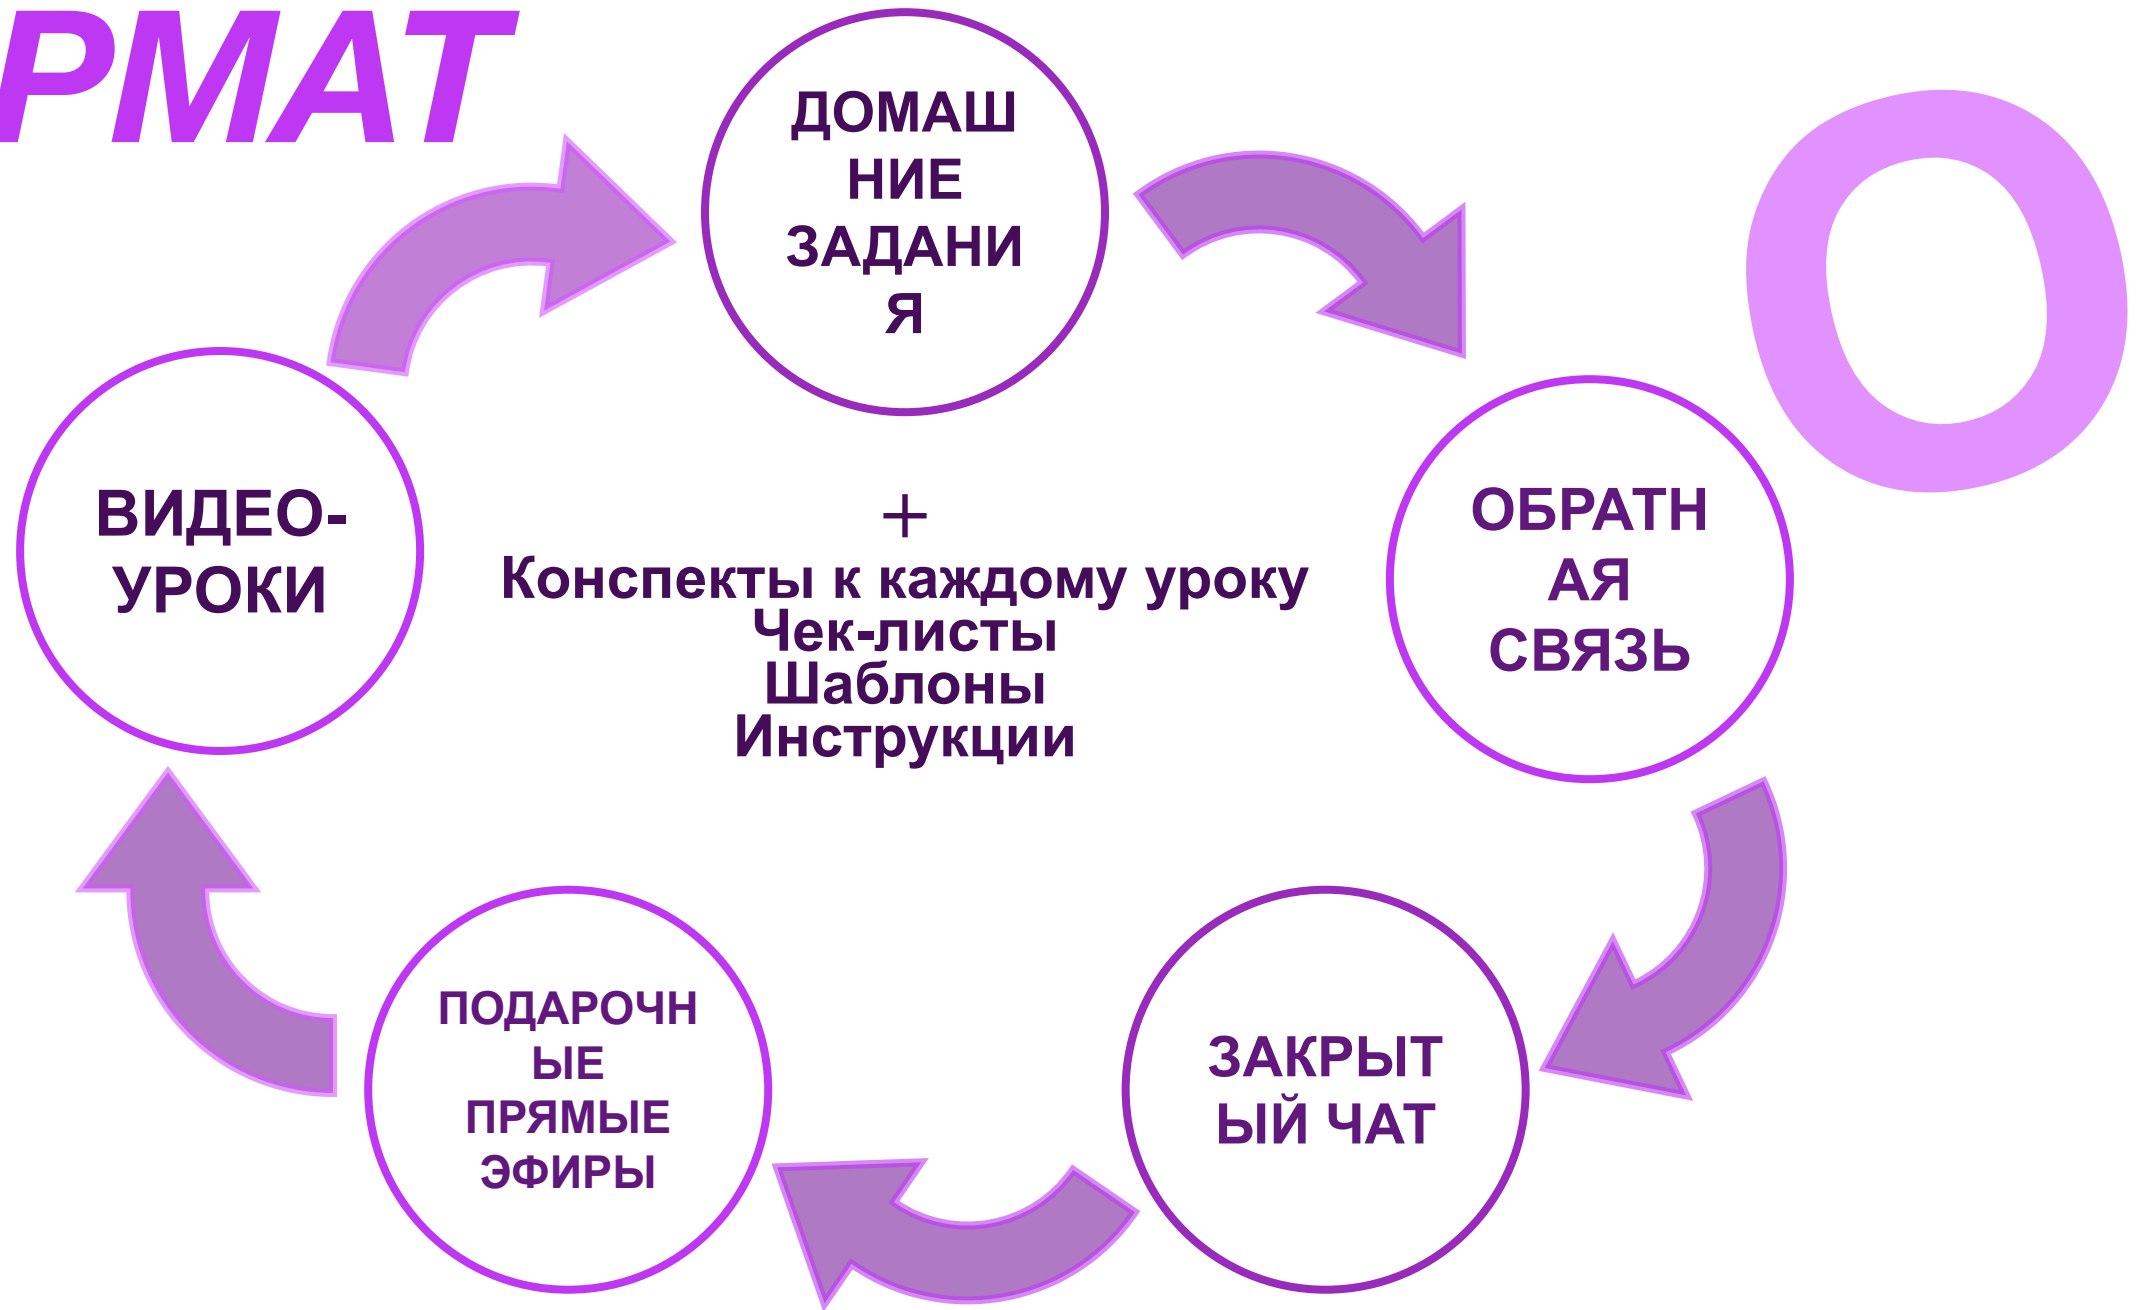 РМАТ
О
ДОМАШ
НИЕ
ЗАДАНИ
Я
ВИДЕО-
УРОКИ
+
Конспекты к каждому уроку
Чек-листы
Шаблоны
Инструкции
ОБРАТН
АЯ
СВЯЗЬ
ПОДАРОЧН
ЫЕ
ПРЯМЫЕ
ЭФИРЫ
ЗАКРЫТ
ЫЙ ЧАТ